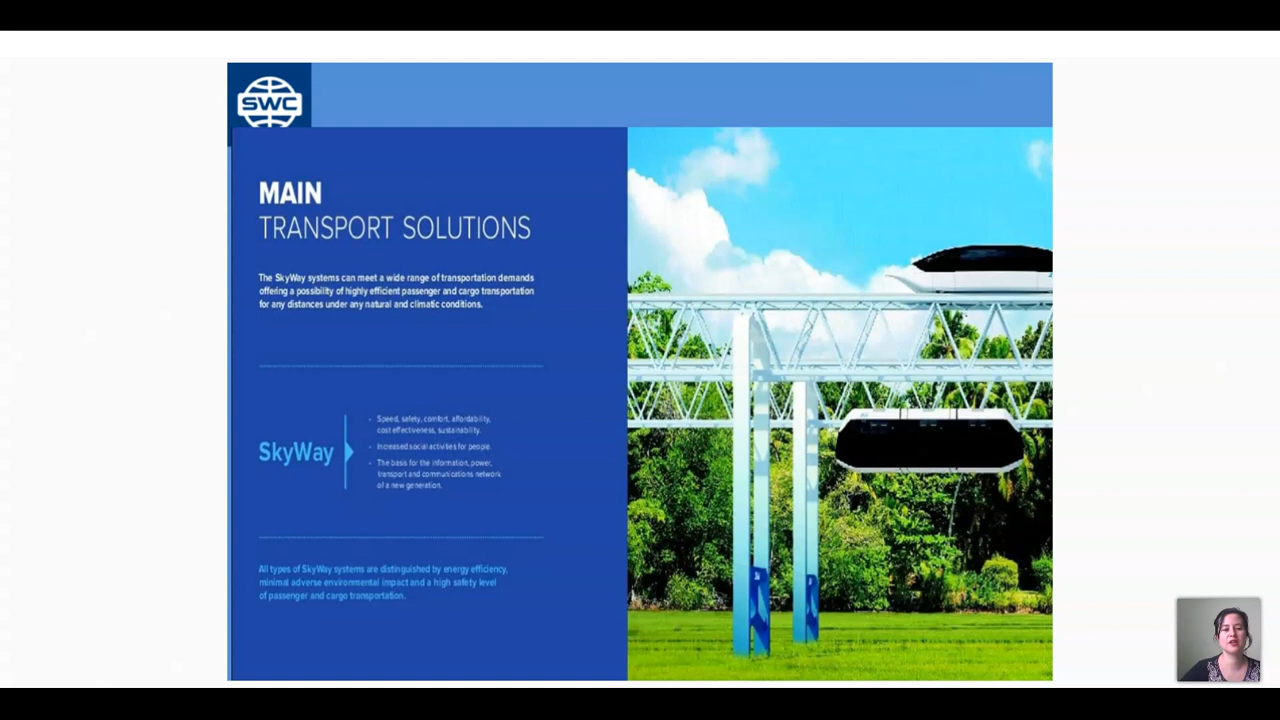 SWC
MAIN
TRANSPORT SOLUTIONS
The SkyWay systems can meet a wide range of transportation demands
offering a possibility of highly efficient passenger and cargo transportation
for any distances under any natural and climatic conditions.
SkyWay
- Speed, safety, comfort, affordability,
cost effectiveness, sustainability.
- Increased social activities for people.
- The basis for the information, power,
transport and communications network
of a new generation.
All types of SkyWay systems are distinguished by energy efficiency,
minimal adverse environmental impact and a high safety level
of passenger and cargo transportation.